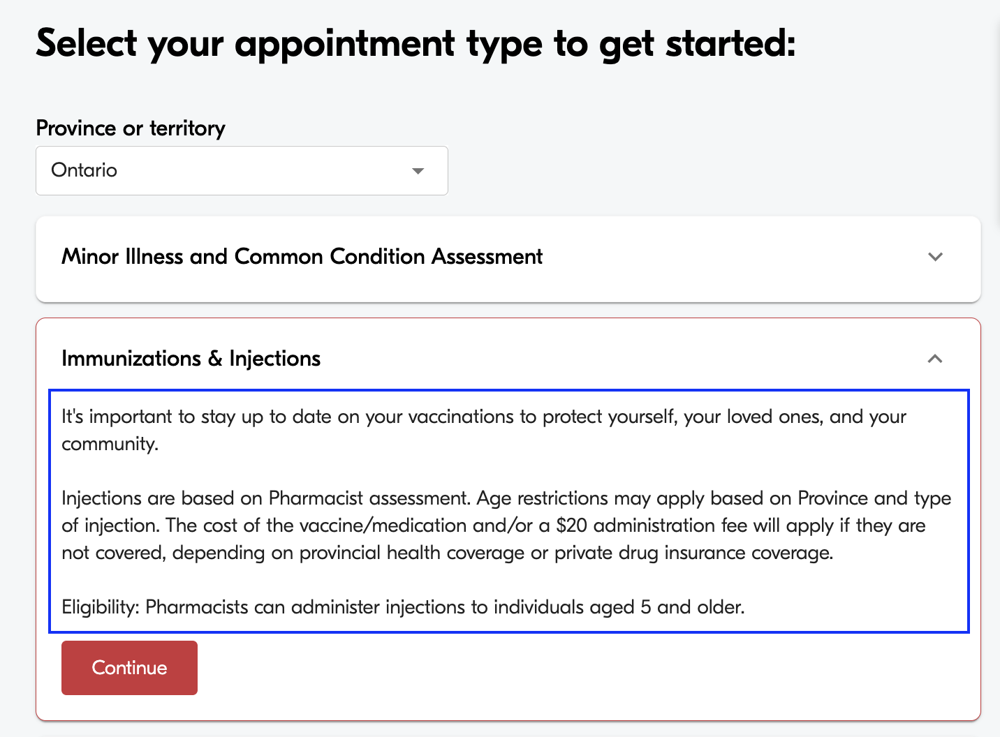 Select your appointment type to get started:
Province or territory
Ontario
Minor Illness and Common Condition Assessment
Immunizations & Injections
It's important to stay up to date on your vaccinations to protect yourself, your loved ones, and your
community.
Injections are based on Pharmacist assessment. Age restrictions may apply based on Province and type
of injection. The cost of the vaccine/medication and/or a $20 administration fee will apply if they are
not covered, depending on provincial health coverage or private drug insurance coverage.
Eligibility: Pharmacists can administer injections to individuals aged 5 and older.
Continue